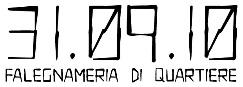 31.09.10
FALEGNAMERIA DI QUARTIERE